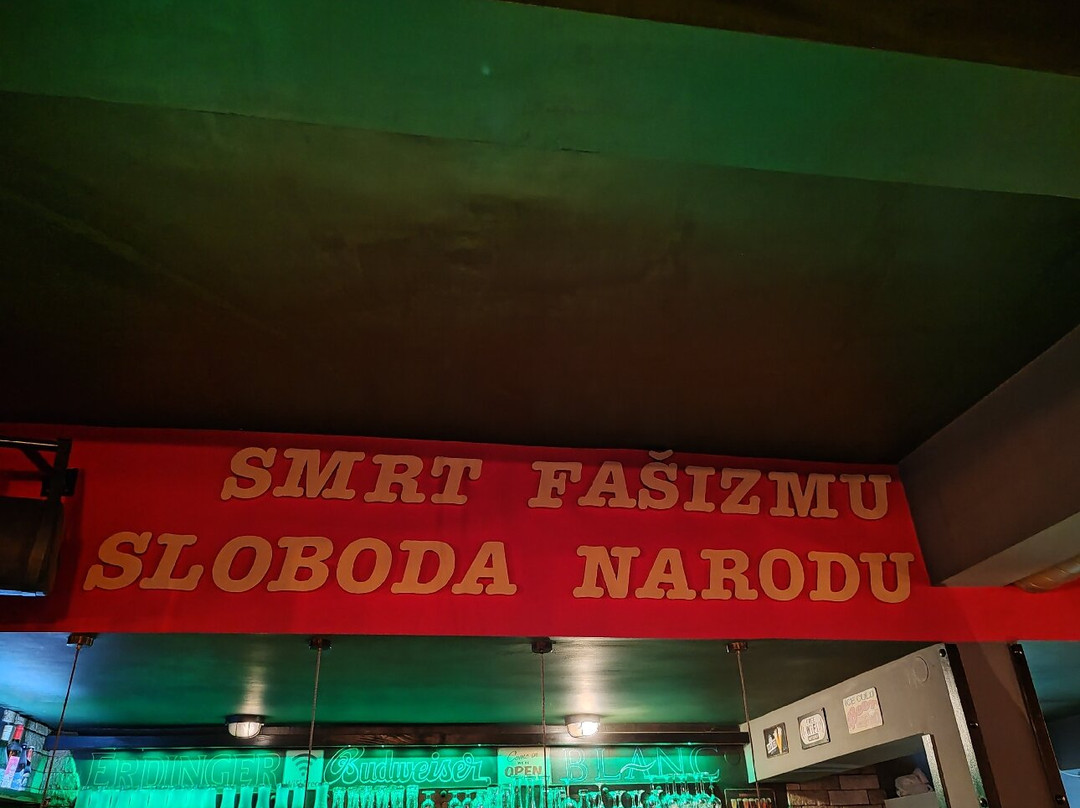 SMRT FAŠIZMU
SLOBODA NARODU
ERDINGER
Budweiser
OPEN
BLANC